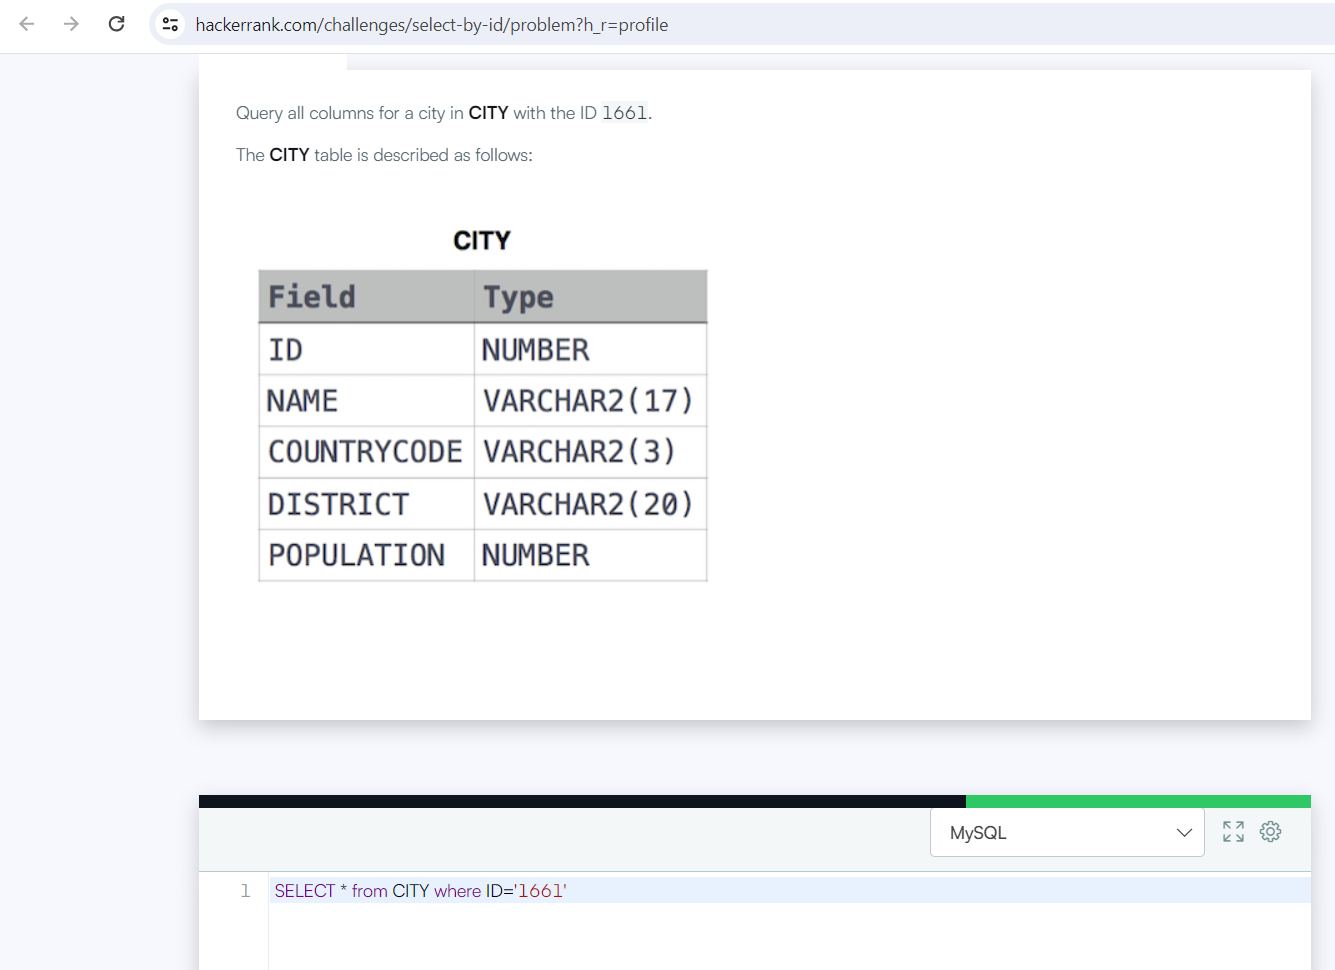 hackerrank.com/challenges/select-by-id/problem?h_r=profile
Query all columns for a city in CITY with the ID 1661.
The CITY table is described as follows:
CITY
Field Type
ID NUMBER
NAME VARCHAR2(17)
COUNTRYCODE VARCHAR2(3)
DISTRICT VARCHAR2(20)
POPULATION NUMBER
MySQL
1 SELECT * from CITY where ID='1661'